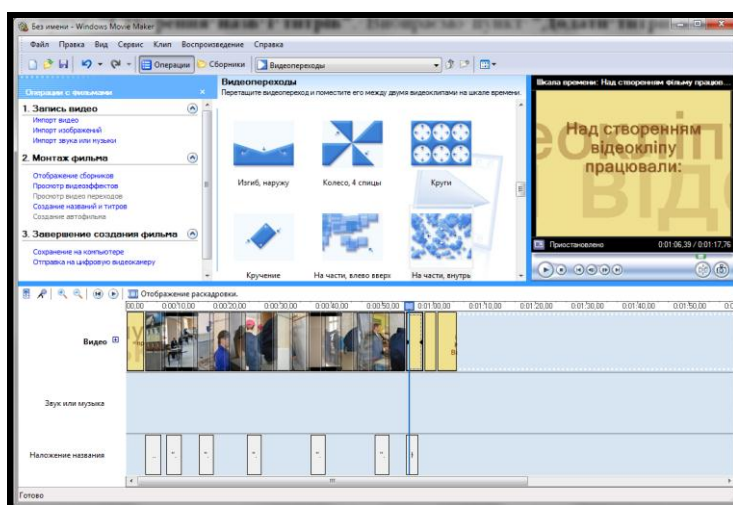 Без имени - Windows Movie Maker
Файл Правка Вид Сервис Клип Воспроизведение Справка
Операции Сборники Видеопереходы
Операции с фильмами
1. Запись видео
Импорт видео
Импорт изображений
Импорт звука или музыки
2. Монтаж фильма
Отображение сборников
Просмотр видеоэффектов
Просмотр видео переходов
Создание названий и титров
Создание автофильма
3. Завершение создания фильма
Сохранение на компьютере
Отправка на цифровую видеокамеру
Видеопереходы
Перетащите видеопереход и поместите его между двумя видеоклипами на шкале времени.
Изгиб, наружу Колесо, 4 спицы Круги
Кручение На части, влево вверх На части, внутрь
Шкала времени: Над створенням фільму працюв...
Над створенням
відеокліпу
працювали:
Приостановлено 0:01:06,39 / 0:01:17,76
Отображение раскадровки.
00,00 0:00:10,00 0:00:20,00 0:00:30,00 0:00:40,00 0:00:50,00 0:01:10,00 0:01:20,00 0:01:30,00 0:01:40,00 0:01:50,00
Видео
Звук или музыка
Наложение названия
Готово